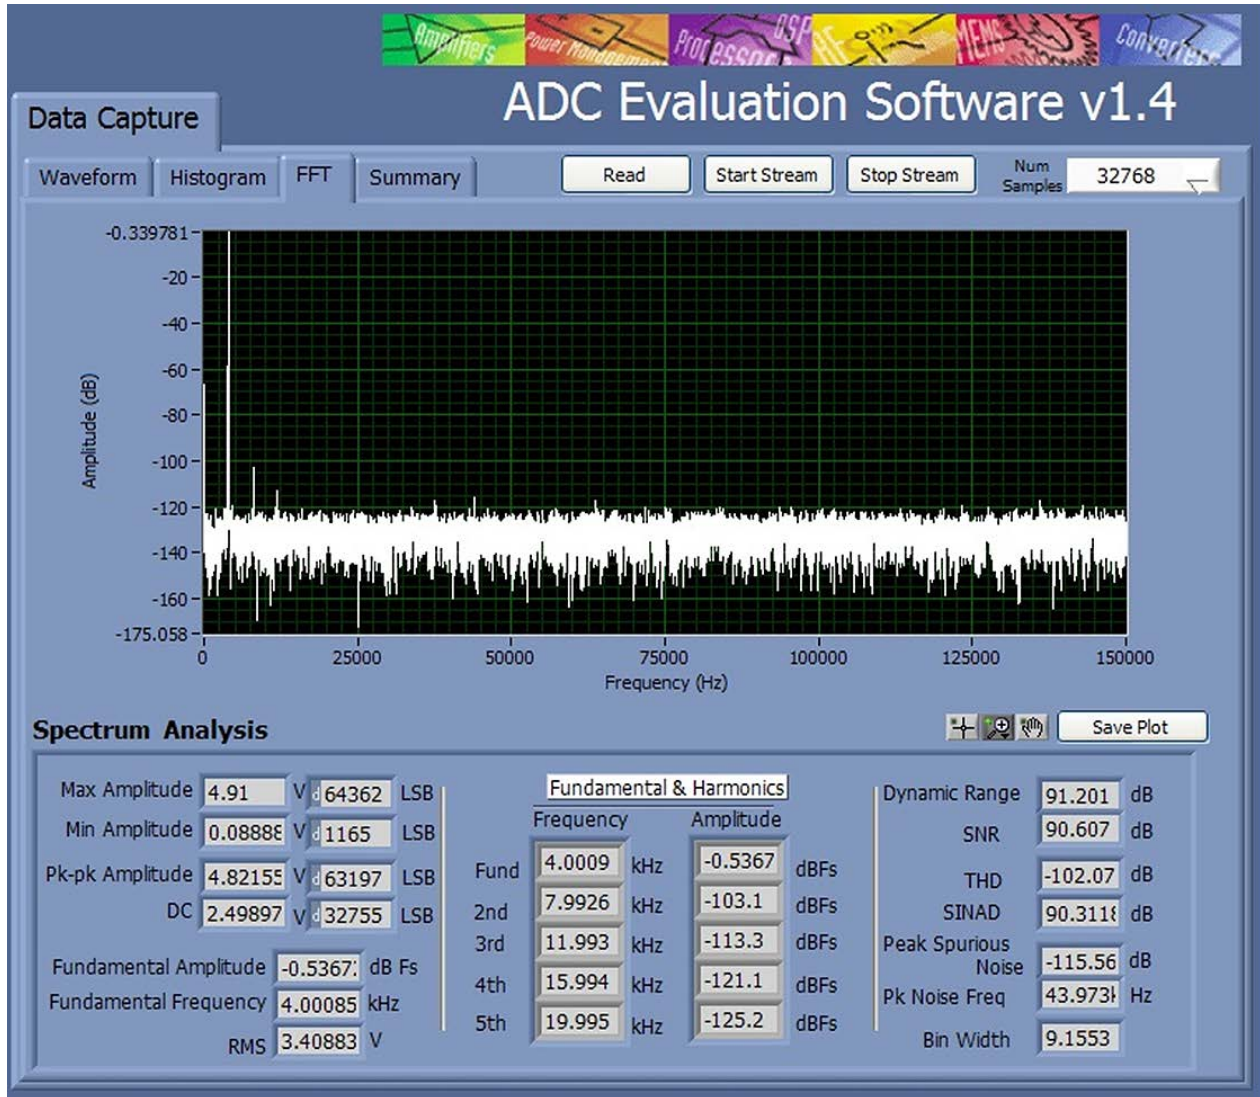 Amplifiers Power Management Processors DSP MEMS Converters
ADC Evaluation Software v1.4
Data Capture
Waveform Histogram FFT Summary Read Start Stream Stop Stream Num Samples 32768
-0.339781
-20
-40
-60
-80
-100
-120
-140
-160
-175.058
Amplitude (dB)
0 25000 50000 75000 100000 125000 150000
Frequency (Hz)
Spectrum Analysis Save Plot
Max Amplitude 4.91 V d 64362 LSB
Min Amplitude 0.08888 V d 1165 LSB
Pk-pk Amplitude 4.82155 V d 63197 LSB
DC 2.49897 V d 32755 LSB
Fundamental Amplitude -0.5367 dB Fs
Fundamental Frequency 4.00085 kHz
RMS 3.40883 V
Fundamental & Harmonics
Frequency Amplitude
Fund 4.0009 kHz -0.5367 dBFs
2nd 7.9926 kHz -103.1 dBFs
3rd 11.993 kHz -113.3 dBFs
4th 15.994 kHz -121.1 dBFs
5th 19.995 kHz -125.2 dBFs
Dynamic Range 91.201 dB
SNR 90.607 dB
THD -102.07 dB
SINAD 90.3118 dB
Peak Spurious
Noise -115.56 dB
Pk Noise Freq 43.973k Hz
Bin Width 9.1553